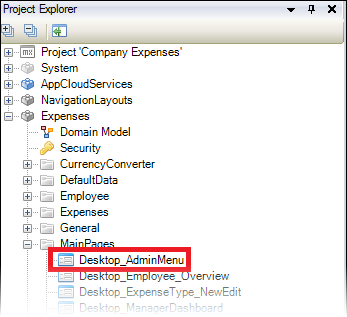 Project Explorer
Project 'Company Expenses'
System
AppCloudServices
NavigationLayouts
Expenses
Domain Model
Security
CurrencyConverter
DefaultData
Employee
Expenses
General
MainPages
Desktop_AdminMenu
Desktop_Employee_Overview
Desktop_ExpenseType_NewEdit
Desktop_ManagerDashboard